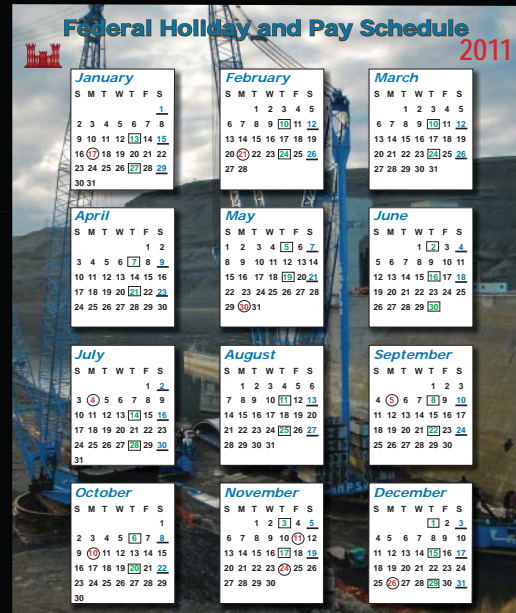 Federal Holiday and Pay Schedule
2011
January
S M T W T F S
1
2 3 4 5 6 7 8
9 10 11 12 13 14 15
16 17 18 19 20 21 22
23 24 25 26 27 28 29
30 31
February
S M T W T F S
1 2 3 4 5
6 7 8 9 10 11 12
13 14 15 16 17 18 19
20 21 22 23 24 25 26
27 28
March
S M T W T F S
1 2 3 4 5
6 7 8 9 10 11 12
13 14 15 16 17 18 19
20 21 22 23 24 25 26
27 28 29 30 31
April
S M T W T F S
1 2
3 4 5 6 7 8 9
10 11 12 13 14 15 16
17 18 19 20 21 22 23
24 25 26 27 28 29 30
May
S M T W T F S
1 2 3 4 5 6 7
8 9 10 11 12 13 14
15 16 17 18 19 20 21
22 23 24 25 26 27 28
29 30 31
June
S M T W T F S
1 2 3 4
5 6 7 8 9 10 11
12 13 14 15 16 17 18
19 20 21 22 23 24 25
26 27 28 29 30
July
S M T W T F S
1 2
3 4 5 6 7 8 9
10 11 12 13 14 15 16
17 18 19 20 21 22 23
24 25 26 27 28 29 30
31
August
S M T W T F S
1 2 3 4 5 6
7 8 9 10 11 12 13
14 15 16 17 18 19 20
21 22 23 24 25 26 27
28 29 30 31
September
S M T W T F S
1 2 3
4 5 6 7 8 9 10
11 12 13 14 15 16 17
18 19 20 21 22 23 24
25 26 27 28 29 30
October
S M T W T F S
1
2 3 4 5 6 7 8
9 10 11 12 13 14 15
16 17 18 19 20 21 22
23 24 25 26 27 28 29
30
November
S M T W T F S
1 2 3 4 5
6 7 8 9 10 11 12
13 14 15 16 17 18 19
20 21 22 23 24 25 26
27 28 29 30
December
S M T W T F S
1 2 3
4 5 6 7 8 9 10
11 12 13 14 15 16 17
18 19 20 21 22 23 24
25 26 27 28 29 30 31